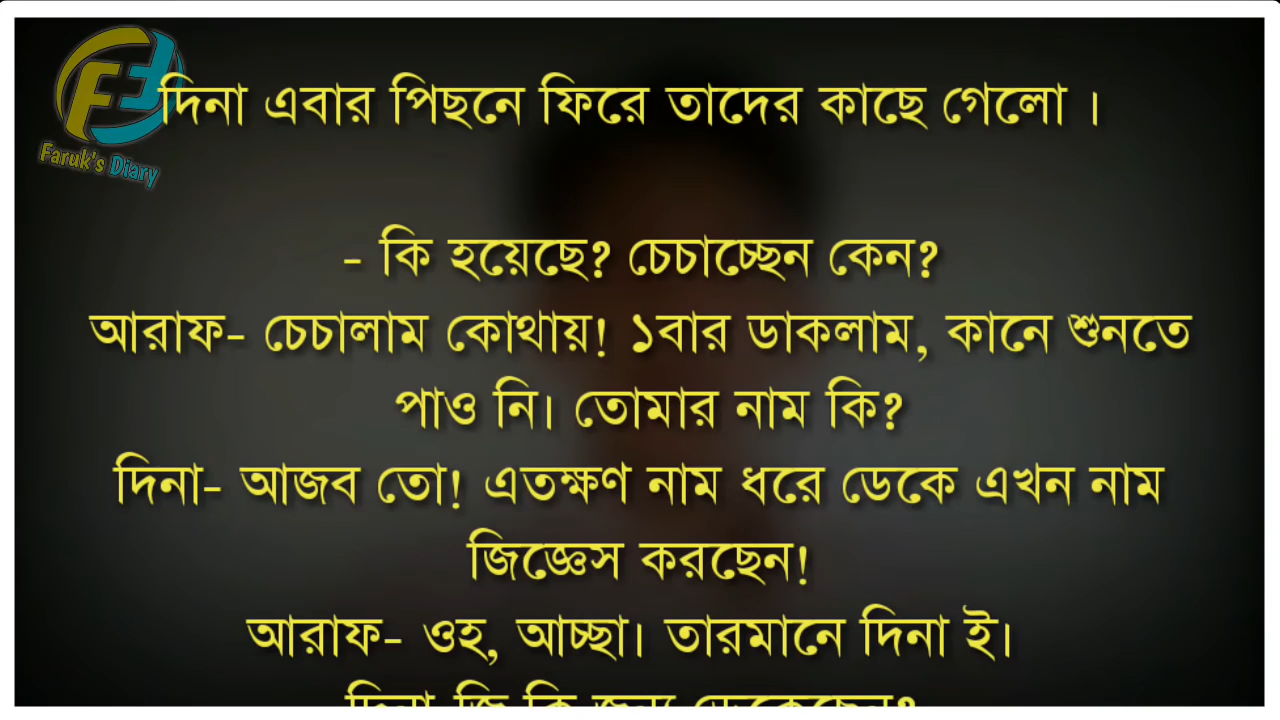 দিনা এবার পিছনে ফিরে তাদের কাছে গেলো ।
Faruk's Diary
- কি হয়েছে? চেচাচ্ছেন কেন?
আরাফ- চেচালাম কোথায়! ১বার ডাকলাম, কানে শুনতে
পাও নি। তোমার নাম কি?
দিনা- আজব তো! এতক্ষণ নাম ধরে ডেকে এখন নাম
জিজ্ঞেস করছেন!
আরাফ- ওহ, আচ্ছা। তারমানে দিনা ই।